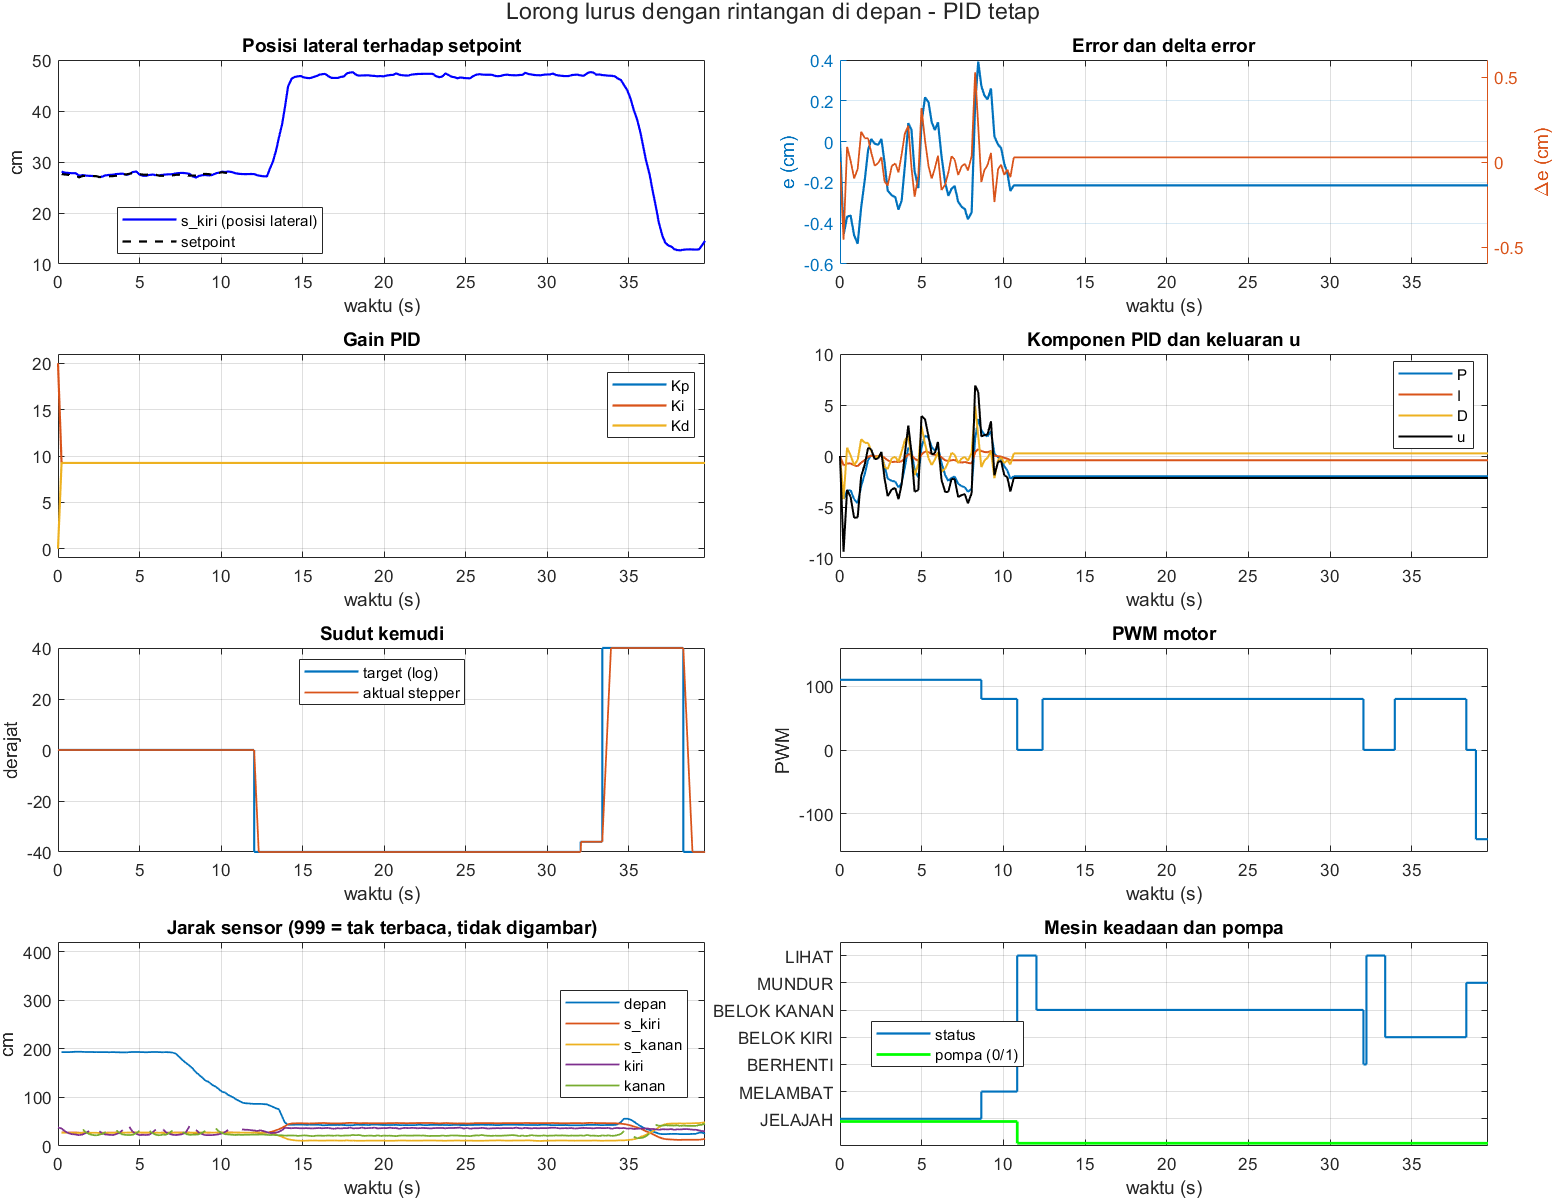 Lorong lurus dengan rintangan di depan - PID tetap
Posisi lateral terhadap setpoint
50
40
30
20
10
cm
s_kiri (posisi lateral)
setpoint
0 5 10 15 20 25 30 35
waktu (s)
Error dan delta error
0.4
0.2
0
-0.2
-0.4
-0.6
e (cm)
0.5
0
-0.5
Δe (cm)
0 5 10 15 20 25 30 35
waktu (s)
Gain PID
20
15
10
5
0
Kp
Ki
Kd
0 5 10 15 20 25 30 35
waktu (s)
Komponen PID dan keluaran u
10
5
0
-5
-10
P
I
D
u
0 5 10 15 20 25 30 35
waktu (s)
Sudut kemudi
40
20
0
-20
-40
derajat
target (log)
aktual stepper
0 5 10 15 20 25 30 35
waktu (s)
PWM motor
100
0
-100
PWM
0 5 10 15 20 25 30 35
waktu (s)
Jarak sensor (999 = tak terbaca, tidak digambar)
400
300
200
100
0
cm
depan
s_kiri
s_kanan
kiri
kanan
0 5 10 15 20 25 30 35
waktu (s)
Mesin keadaan dan pompa
LIHAT
MUNDUR
BELOK KANAN
BELOK KIRI
BERHENTI
MELAMBAT
JELAJAH
status
pompa (0/1)
0 5 10 15 20 25 30 35
waktu (s)